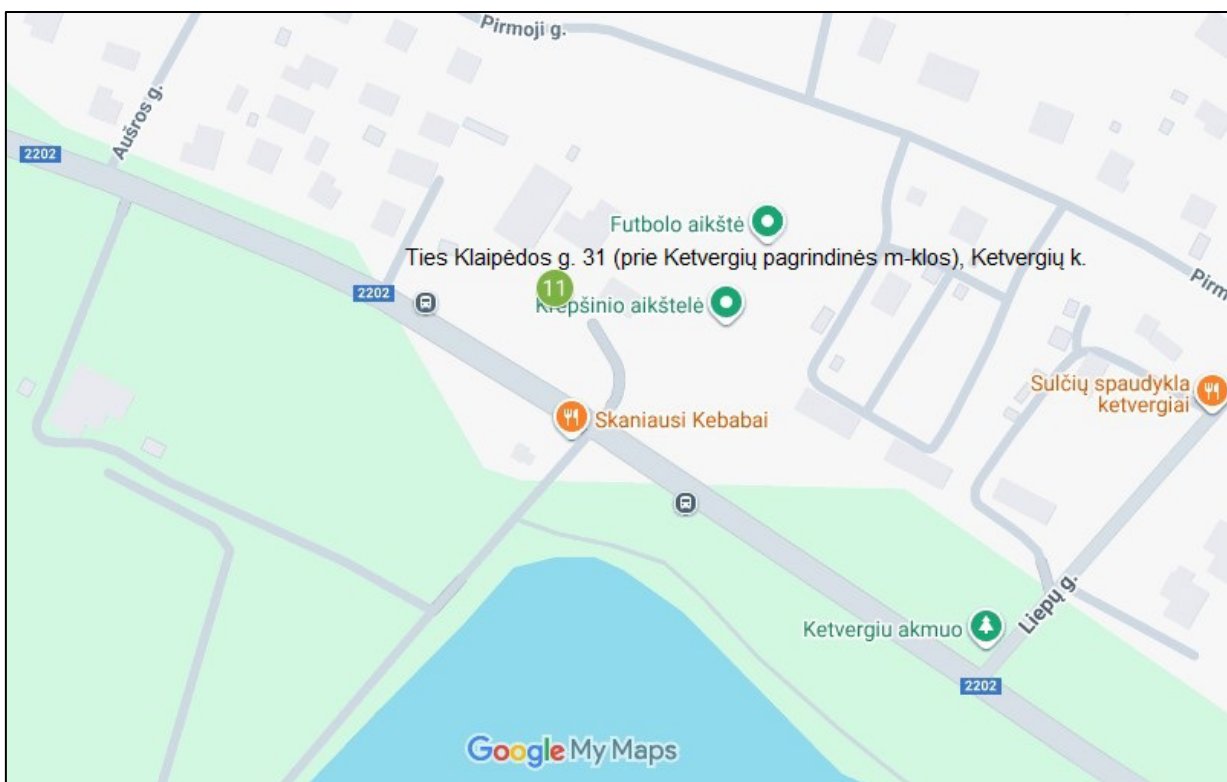 Pirmoji g.
Aušros g.
2202
Futbolo aikštė
Ties Klaipėdos g. 31 (prie Ketvergių pagrindinės m-klos), Ketvergių k.
Pirm
2202
11
Krepšinio aikštelė
Sulčių spaudykla
ketvergiai
Skaniausi Kebabai
Liepų g.
Ketvergiu akmuo
2202
Google My Maps